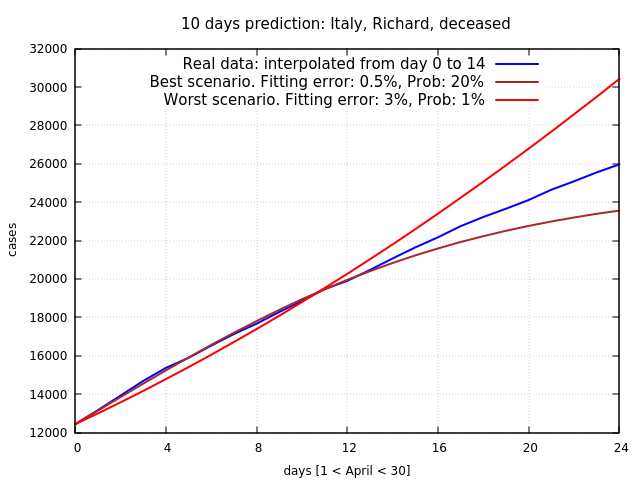 10 days prediction: Italy, Richard, deceased
32000
30000
28000
26000
24000
22000
20000
18000
16000
14000
12000
cases
Real data: interpolated from day 0 to 14
Best scenario. Fitting error: 0.5%, Prob: 20%
Worst scenario. Fitting error: 3%, Prob: 1%
0 4 8 12 16 20 24
days [1 < April < 30]